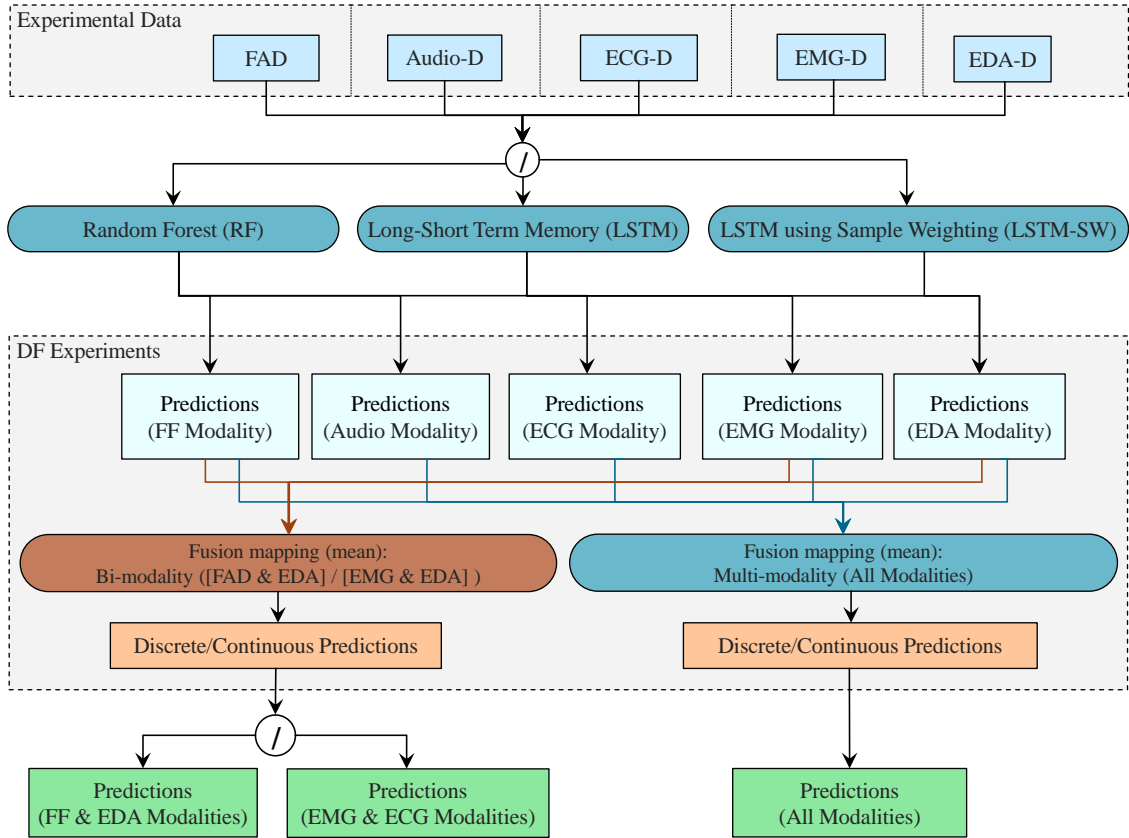 Experimental Data
FAD
Audio-D
ECG-D
EMG-D
EDA-D
/
Random Forest (RF)
Long-Short Term Memory (LSTM)
LSTM using Sample Weighting (LSTM-SW)
DF Experiments
Predictions
(FF Modality)
Predictions
(Audio Modality)
Predictions
(ECG Modality)
Predictions
(EMG Modality)
Predictions
(EDA Modality)
Fusion mapping (mean):
Bi-modality ([FAD & EDA] / [EMG & EDA] )
Fusion mapping (mean):
Multi-modality (All Modalities)
Discrete/Continuous Predictions
Discrete/Continuous Predictions
/
Predictions
(FF & EDA Modalities)
Predictions
(EMG & ECG Modalities)
Predictions
(All Modalities)